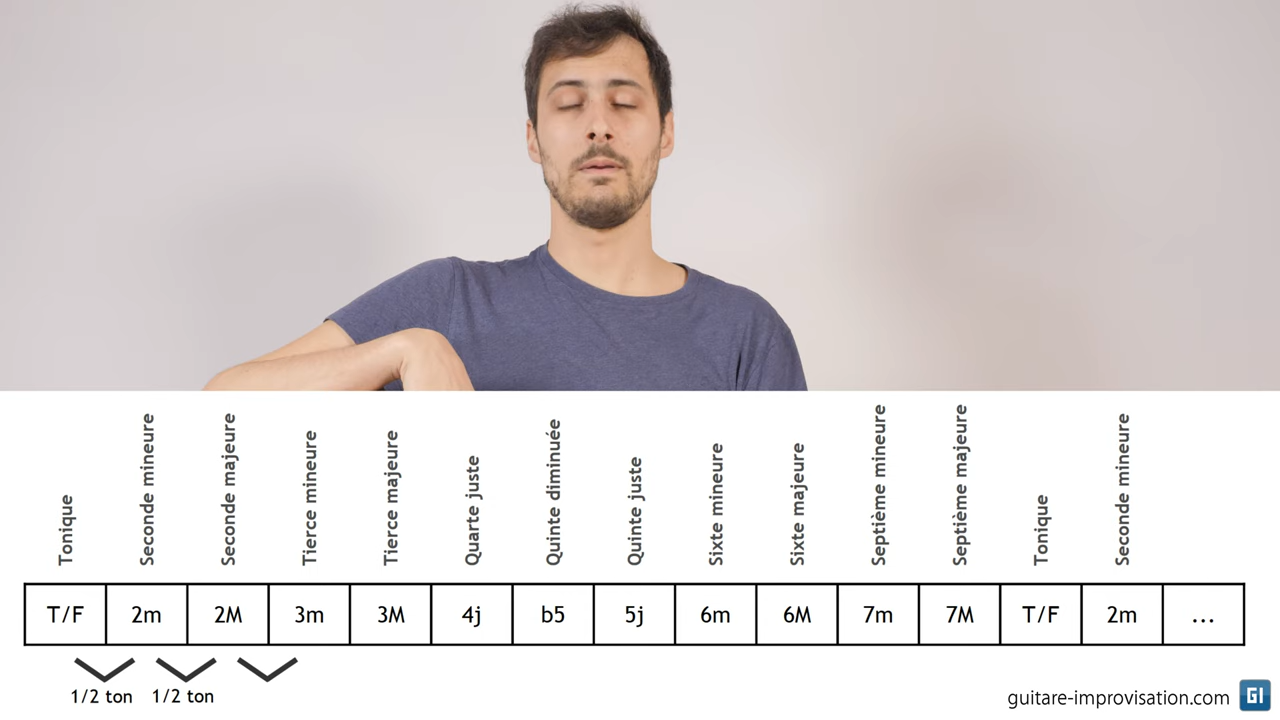 Tonique
Seconde mineure
Seconde majeure
Tierce mineure
Tierce majeure
Quarte juste
Quinte diminuée
Quinte juste
Sixte mineure
Sixte majeure
Septième mineure
Septième majeure
Tonique
Seconde mineure
T/F 2m 2M 3m 3M 4j b5 5j 6m 6M 7m 7M T/F 2m ...
1/2 ton 1/2 ton
guitare-improvisation.com GI